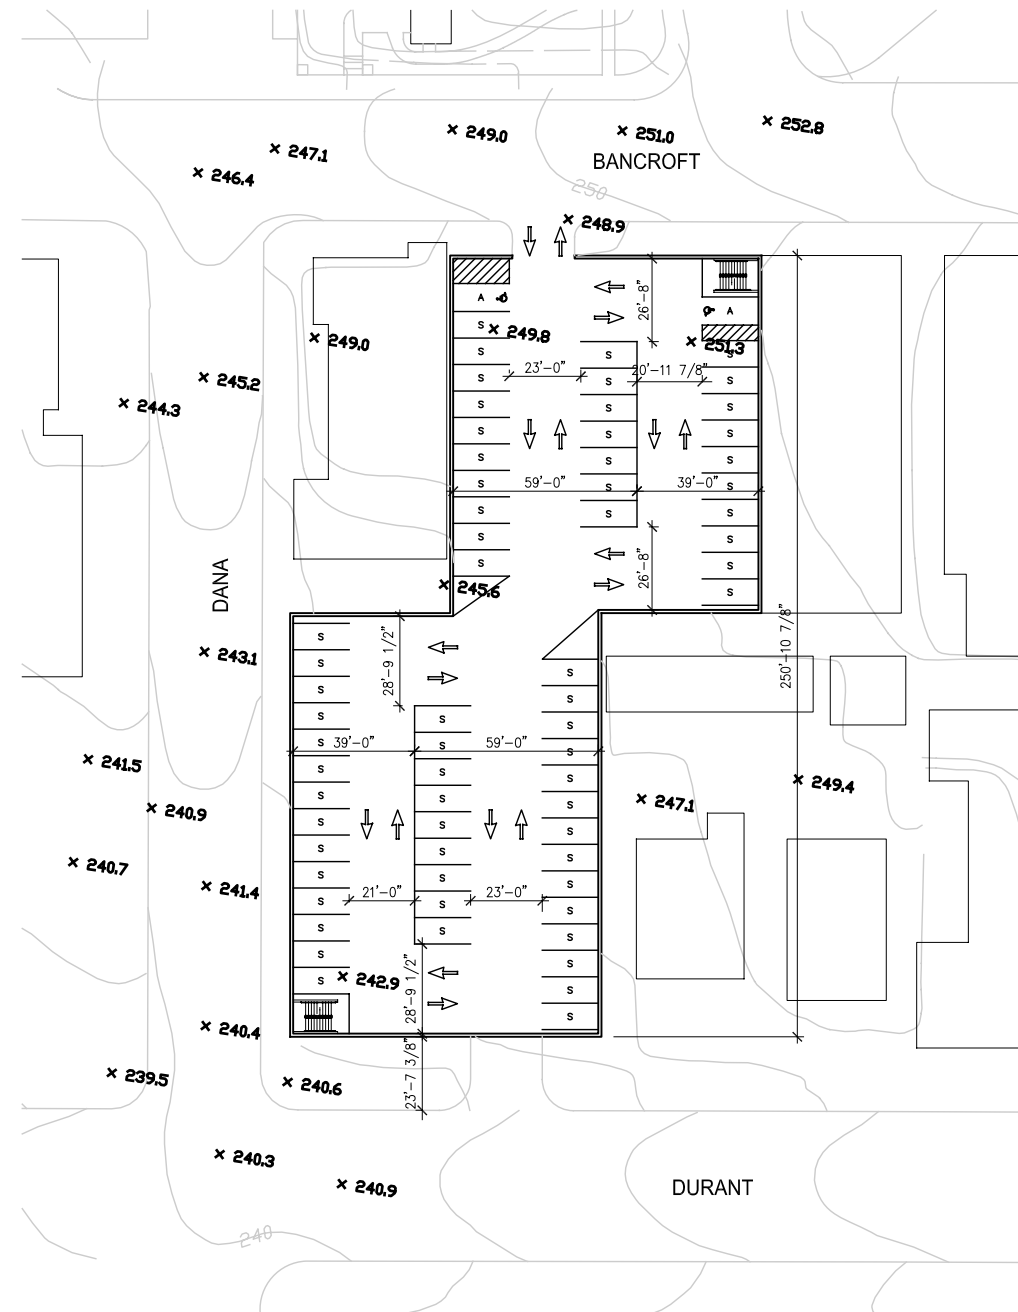 252.8
249.0
251.0
247.1
BANCROFT
246.4
250
248.9
A
A
26'-8"
S
249.8
249.0
251.3
S
S
S
23'-0"
20'-11 7/8"
245.2
S
S
S
244.3
S
S
S
S
S
S
S
S
S
59'-0"
39'-0"
S
S
S
S
S
S
S
26'-8"
S
S
S
245.6
DANA
S
28'-9 1/2"
250'-10 7/8"
243.1
S
S
S
S
S
S
S
39'-0"
59'-0"
S
S
S
241.5
S
S
S
249.4
247.1
240.9
S
S
S
S
S
S
240.7
S
S
S
241.4
21'-0"
23'-0"
S
S
S
S
S
S
S
S
S
242.9
28'-9 1/2"
S
S
240.4
S
23'-7 3/8"
239.5
240.6
240.3
240.9
DURANT
240